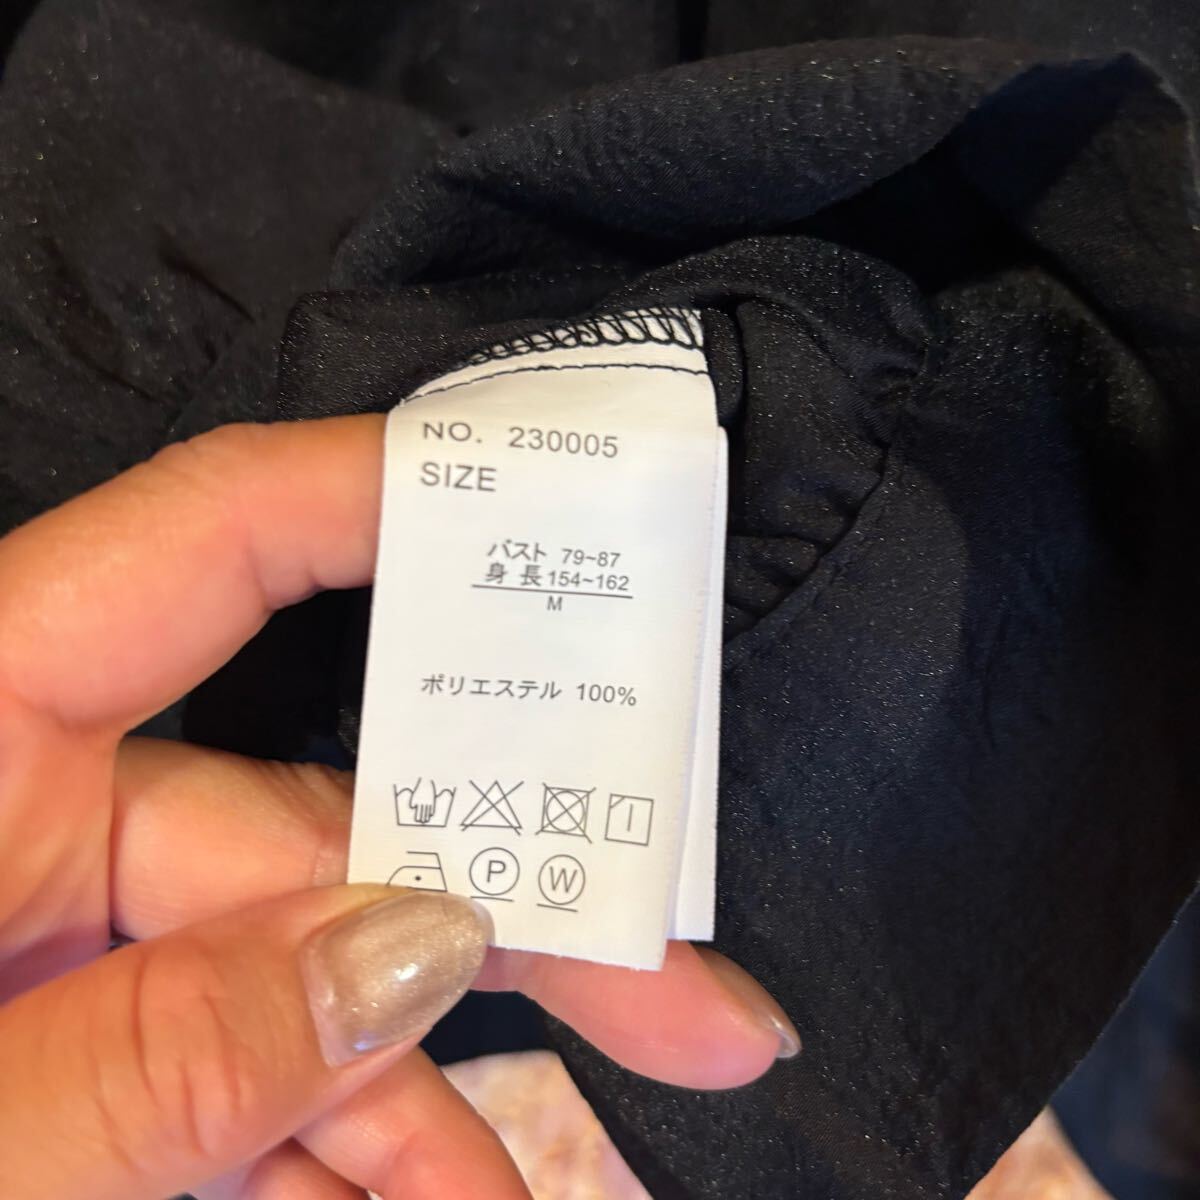 NO. 230005
SIZE
バスト 79~87
身 長 154~162
M
ポリエステル 100%
P W